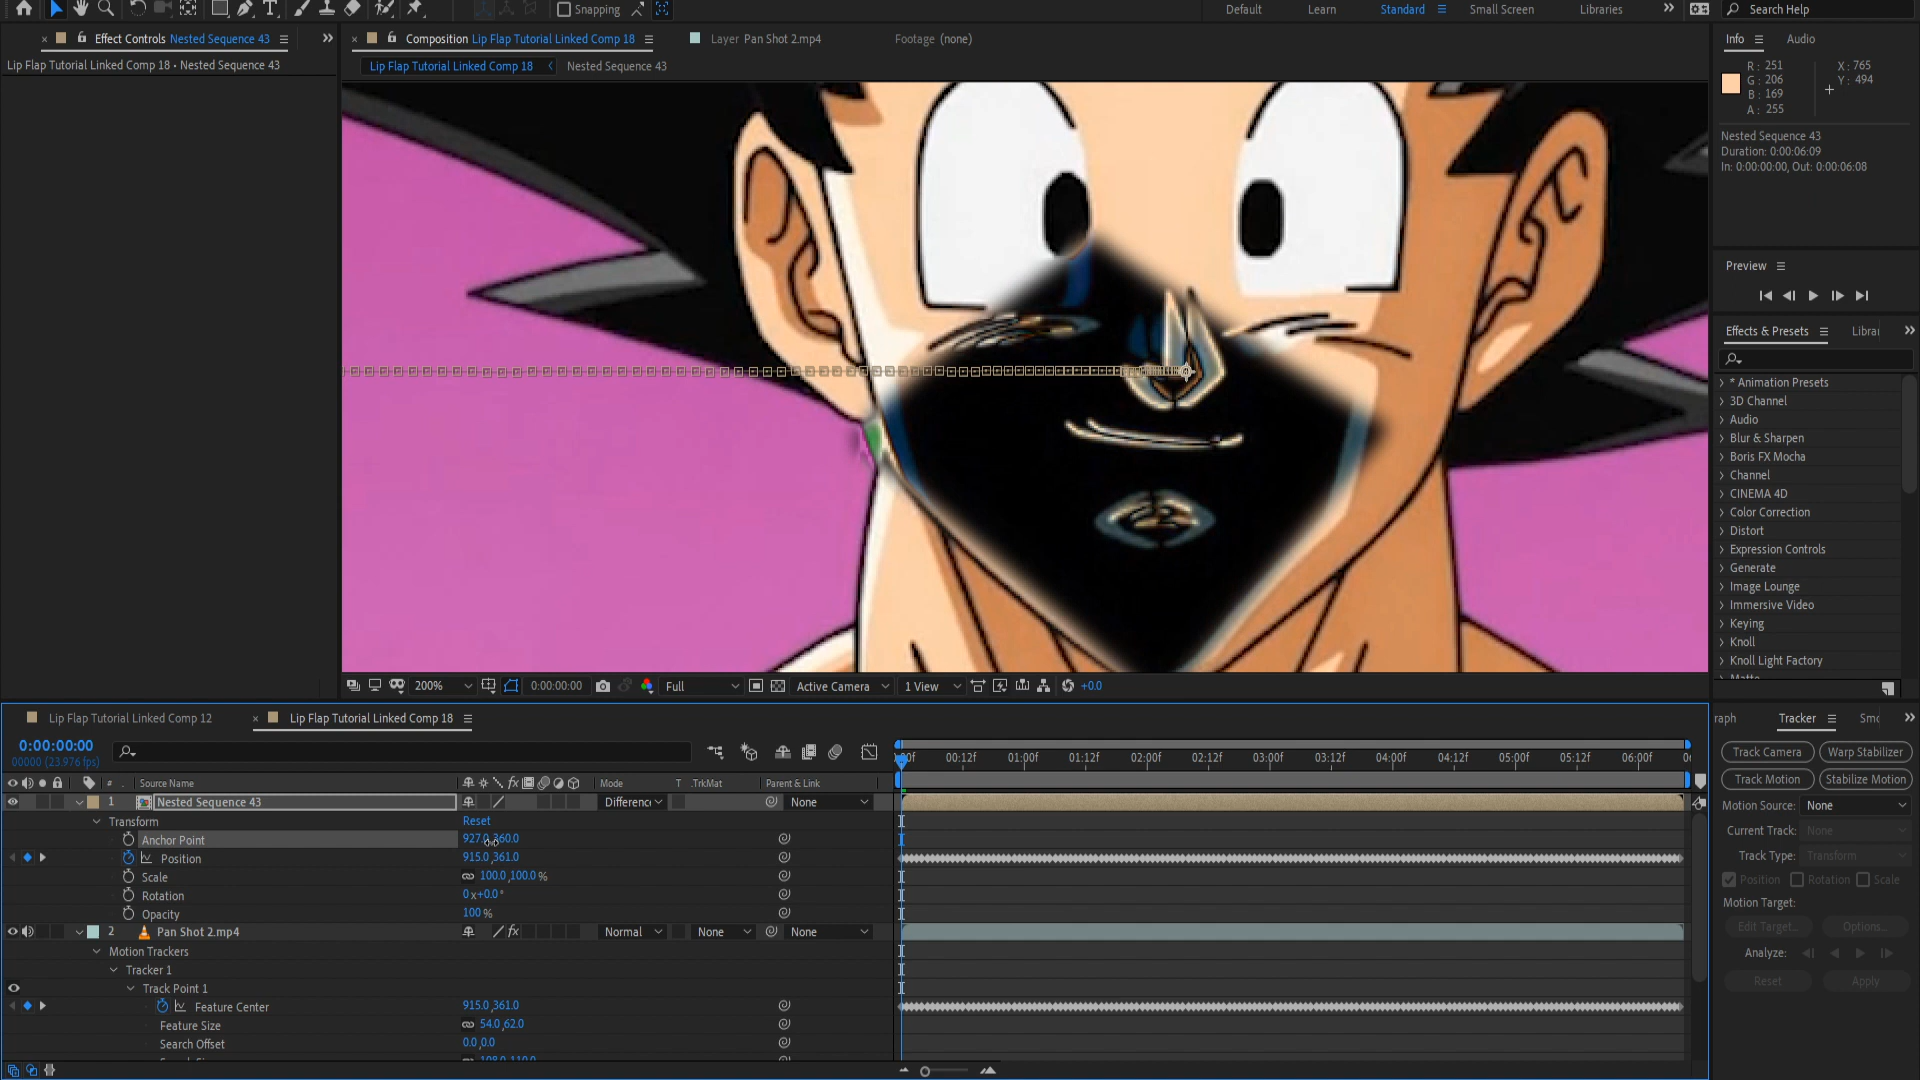 Snapping
Default
Learn
Standard
Small Screen
Libraries
Search Help
Effect Controls Nested Sequence 43
Composition Lip Flap Tutorial Linked Comp 18
Layer Pan Shot 2.mp4
Footage (none)
Info
Audio
Lip Flap Tutorial Linked Comp 18 • Nested Sequence 43
Lip Flap Tutorial Linked Comp 18
Nested Sequence 43
R : 251
G : 206
B : 169
A : 255
X : 765
Y : 494
Nested Sequence 43
Duration: 0:00:06:09
In: 0:00:00:00, Out: 0:00:06:08
Preview
Effects & Presets
Librar
* Animation Presets
3D Channel
Audio
Blur & Sharpen
Boris FX Mocha
Channel
CINEMA 4D
Color Correction
Distort
Expression Controls
Generate
Image Lounge
Immersive Video
Keying
Knoll
Knoll Light Factory
200%
0:00:00:00
Full
Active Camera
1 View
+0.0
Lip Flap Tutorial Linked Comp 12
Lip Flap Tutorial Linked Comp 18
raph
Tracker
0:00:00:00
00000 (23.976 fps)
00:12f
01:00f
01:12f
02:00f
02:12f
03:00f
03:12f
04:00f
04:12f
05:00f
05:12f
06:00f
# Source Name
Mode
T .TrkMat
Parent & Link
1 Nested Sequence 43
Differenc
None
Transform
Reset
Anchor Point
927.0,360.0
Position
915.0,361.0
Scale
100.0,100.0 %
Rotation
0 x+0.0 °
Opacity
100 %
2 Pan Shot 2.mp4
Normal
None
None
Motion Trackers
Tracker 1
Track Point 1
Feature Center
915.0,361.0
Feature Size
54.0,62.0
Search Offset
0.0,0.0
Track Camera
Warp Stabilizer
Track Motion
Stabilize Motion
Motion Source: None
Current Track: None
Track Type: Transform
Position
Rotation
Scale
Motion Target:
Edit Target...
Options...
Analyze:
Reset
Apply